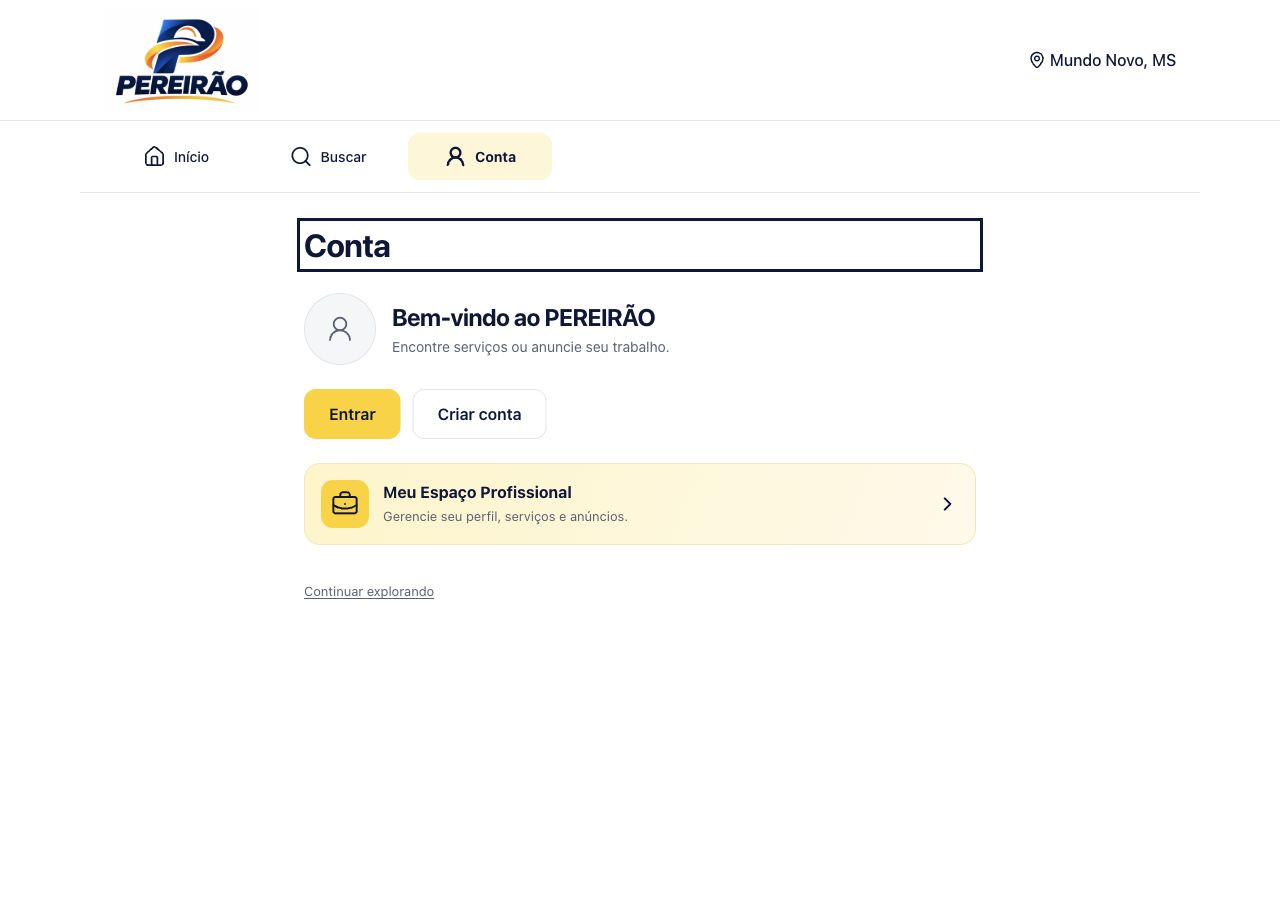 PEREIRÃO
Mundo Novo, MS
Início
Buscar
Conta
Conta
Bem-vindo ao PEREIRÃO
Encontre serviços ou anuncie seu trabalho.
Entrar
Criar conta
Meu Espaço Profissional
Gerencie seu perfil, serviços e anúncios.
Continuar explorando